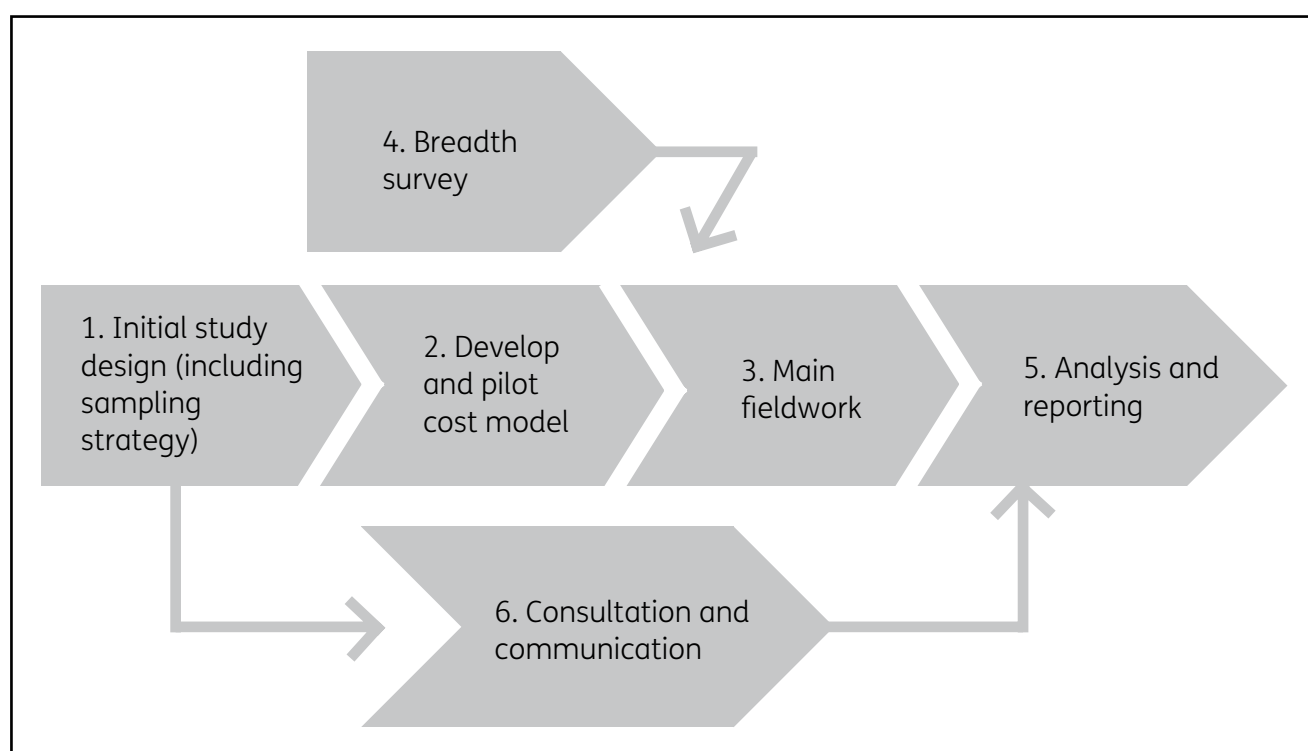 4. Breadth
survey
1. Initial study
design (including
sampling
strategy)
2. Develop
and pilot
cost model
3. Main
fieldwork
5. Analysis and
reporting
6. Consultation and
communication